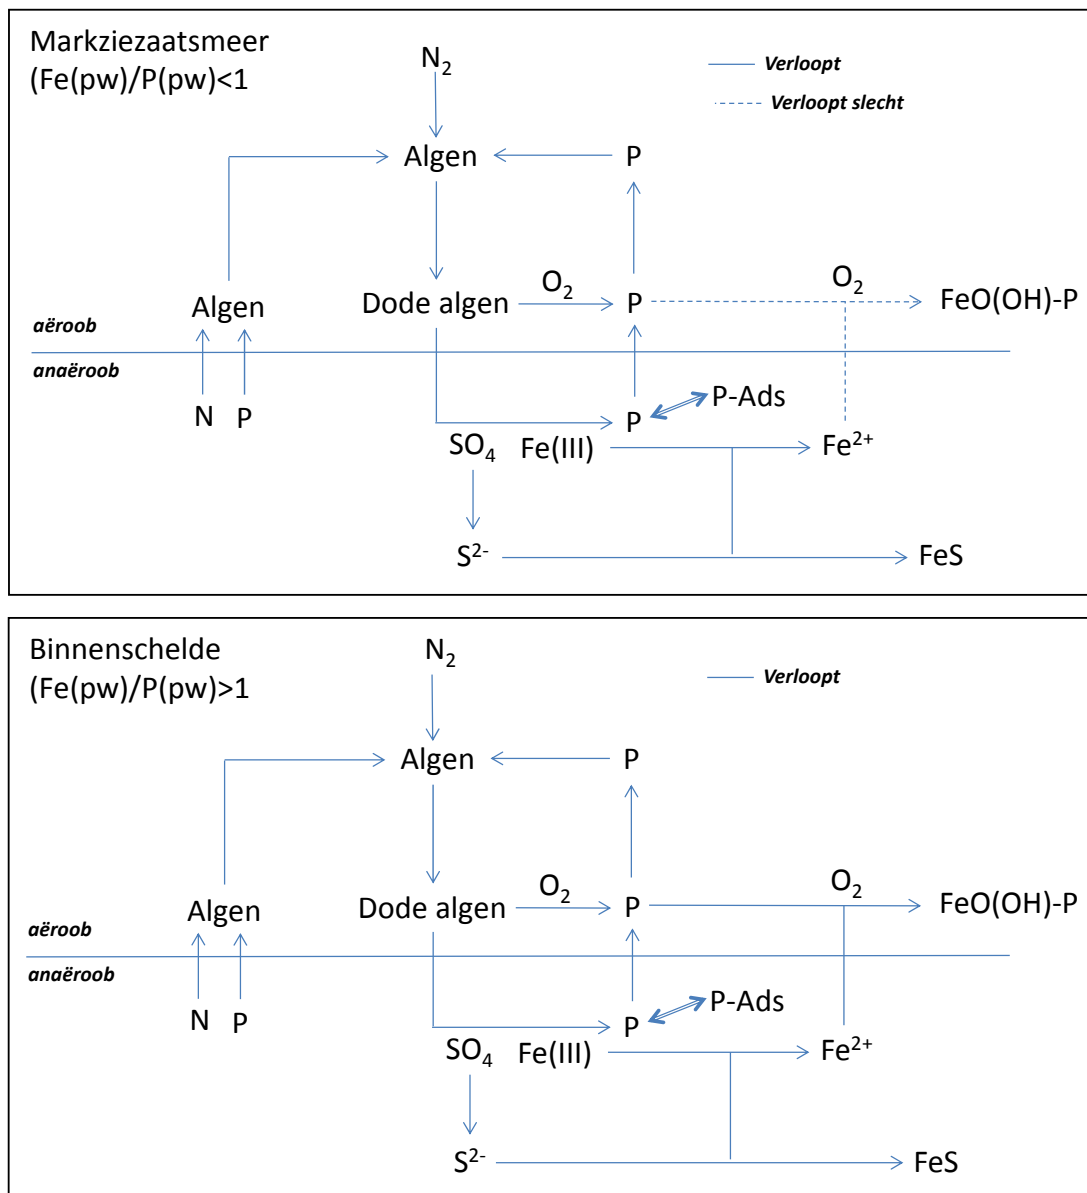 Markziezaatsmeer
(Fe(pw)/P(pw)<1
N₂
Verloopt
Verloopt slecht
Algen
P
Algen
Dode algen
O₂
P
O₂
FeO(OH)-P
aëroob
anaëroob
N
P
P
P-Ads
SO₄
Fe(III)
Fe²⁺
S²⁻
FeS
Binnenschelde
(Fe(pw)/P(pw)>1
N₂
Verloopt
Algen
P
Algen
Dode algen
O₂
P
O₂
FeO(OH)-P
aëroob
anaëroob
N
P
P
P-Ads
SO₄
Fe(III)
Fe²⁺
S²⁻
FeS